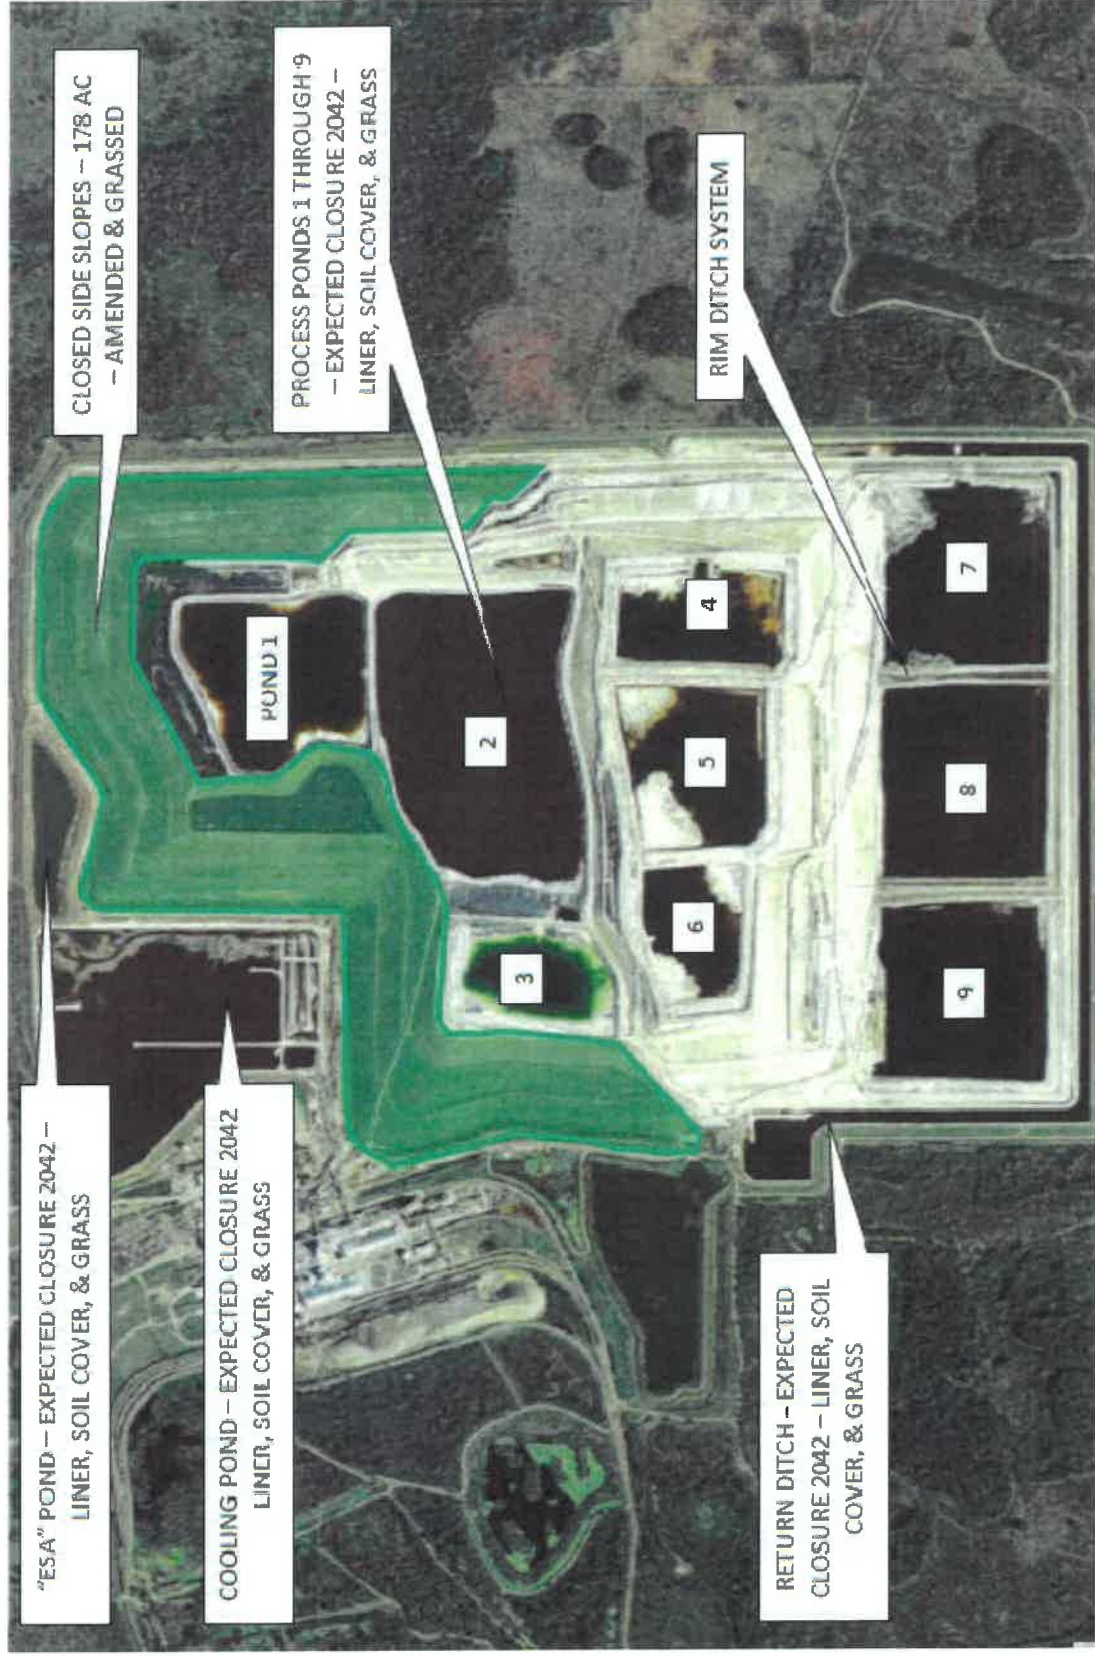 "ESA" POND – EXPECTED CLOSURE 2042 –
LINER, SOIL COVER, & GRASS
COOLING POND – EXPECTED CLOSURE 2042
LINER, SOIL COVER, & GRASS
RETURN DITCH – EXPECTED
CLOSURE 2042 – LINER, SOIL
COVER, & GRASS
CLOSED SIDE SLOPES – 178 AC
– AMENDED & GRASSED
PROCESS PONDS 1 THROUGH 9
– EXPECTED CLOSURE 2042 –
LINER, SOIL COVER, & GRASS
RIM DITCH SYSTEM
POND 1
2
3
4
5
6
7
8
9